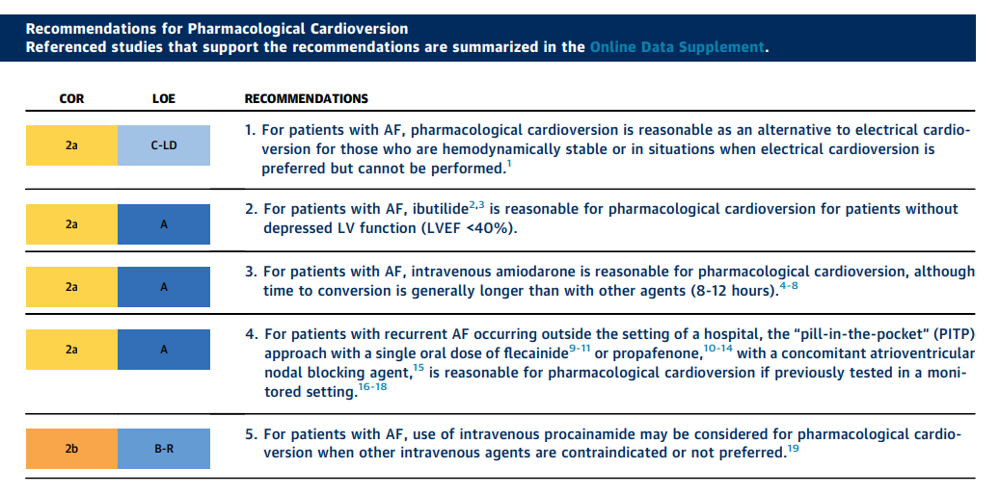 Recommendations for Pharmacological Cardioversion
Referenced studies that support the recommendations are summarized in the Online Data Supplement.
COR LOE RECOMMENDATIONS
2a C-LD
1. For patients with AF, pharmacological cardioversion is reasonable as an alternative to electrical cardio-
version for those who are hemodynamically stable or in situations when electrical cardioversion is
preferred but cannot be performed.1
2a A
2. For patients with AF, ibutilide2,3 is reasonable for pharmacological cardioversion for patients without
depressed LV function (LVEF <40%).
2a A
3. For patients with AF, intravenous amiodarone is reasonable for pharmacological cardioversion, although
time to conversion is generally longer than with other agents (8-12 hours).4-8
2a A
4. For patients with recurrent AF occurring outside the setting of a hospital, the “pill-in-the-pocket” (PITP)
approach with a single oral dose of flecainide9-11 or propafenone,10-14 with a concomitant atrioventricular
nodal blocking agent,15 is reasonable for pharmacological cardioversion if previously tested in a moni-
tored setting.16-18
2b B-R
5. For patients with AF, use of intravenous procainamide may be considered for pharmacological cardio-
version when other intravenous agents are contraindicated or not preferred.19